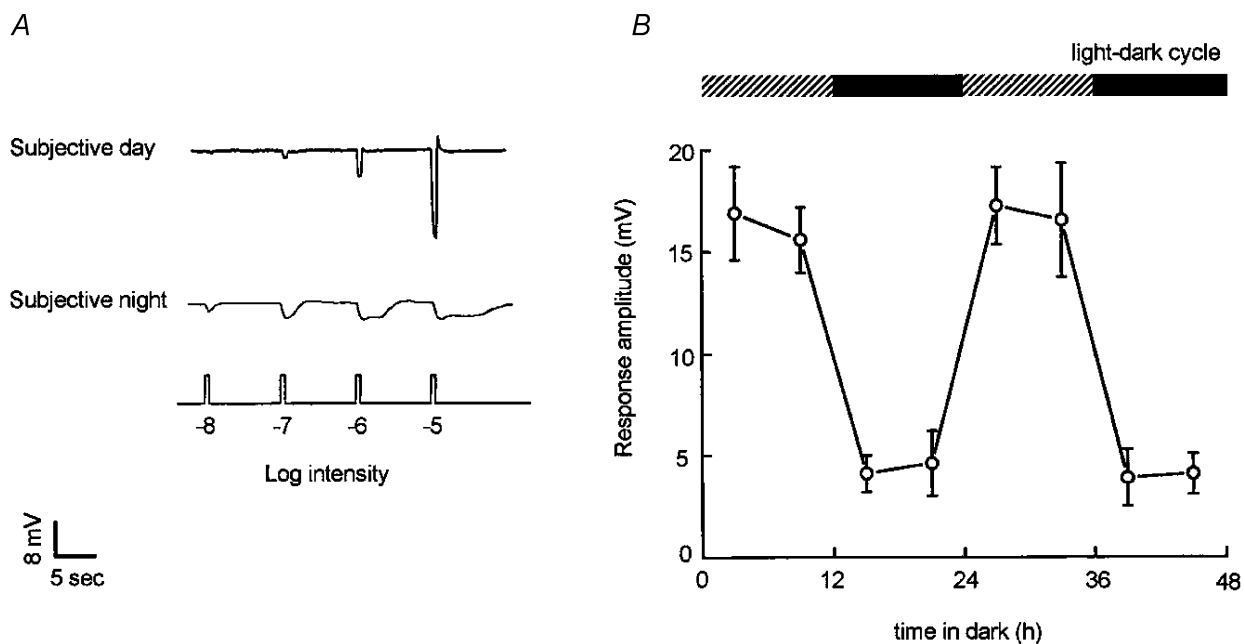 A
Subjective day
Subjective night
-8 -7 -6 -5
Log intensity
8 mV
5 sec
B
light-dark cycle
Response amplitude (mV)
20
15
10
5
0
0 12 24 36 48
time in dark (h)